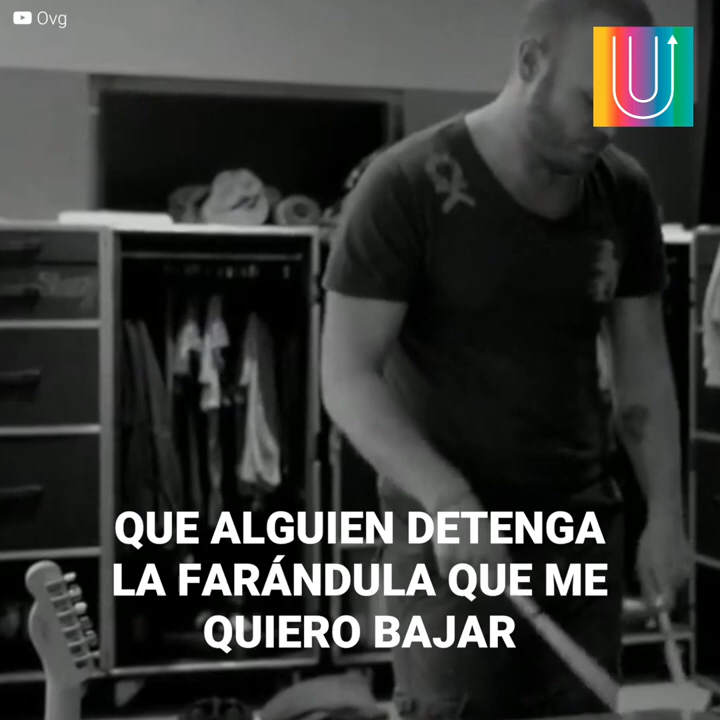 Ovg
U
QUE ALGUIEN DETENGA
LA FARÁNDULA QUE ME
QUIERO BAJAR